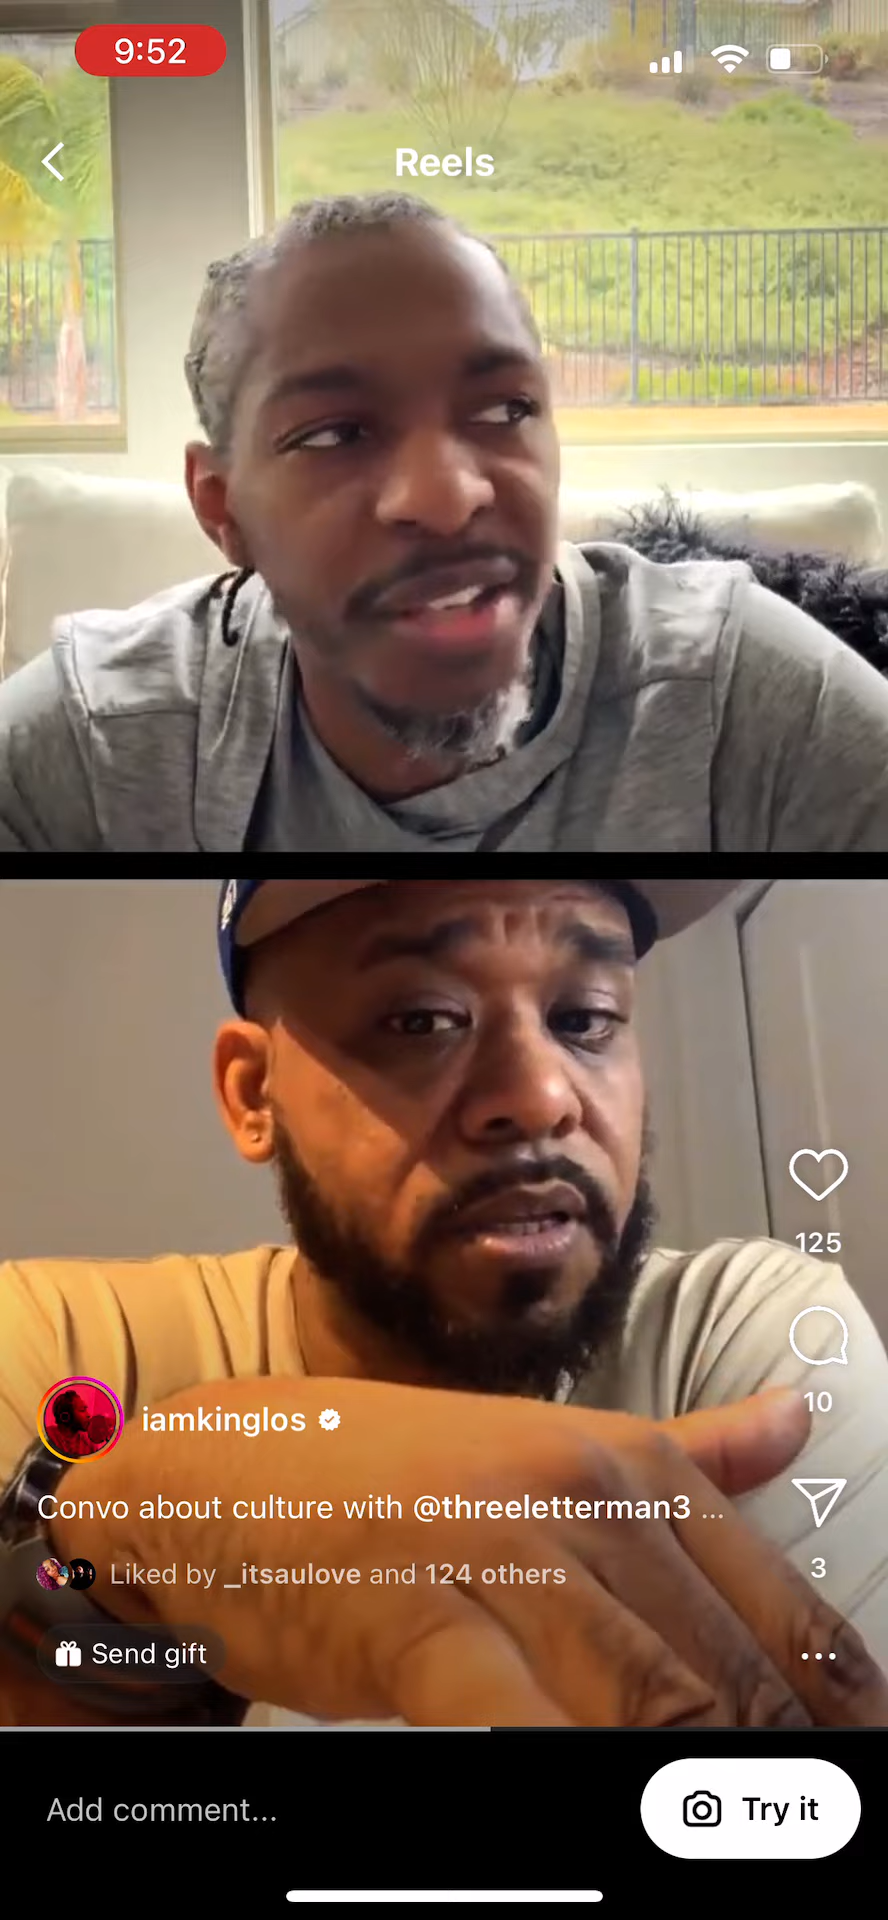 9:52
Reels
125
10
iamkinglos
Convo about culture with @threeletterman3 ...
3
Liked by _itsaulove and 124 others
Send gift
Add comment...
Try it